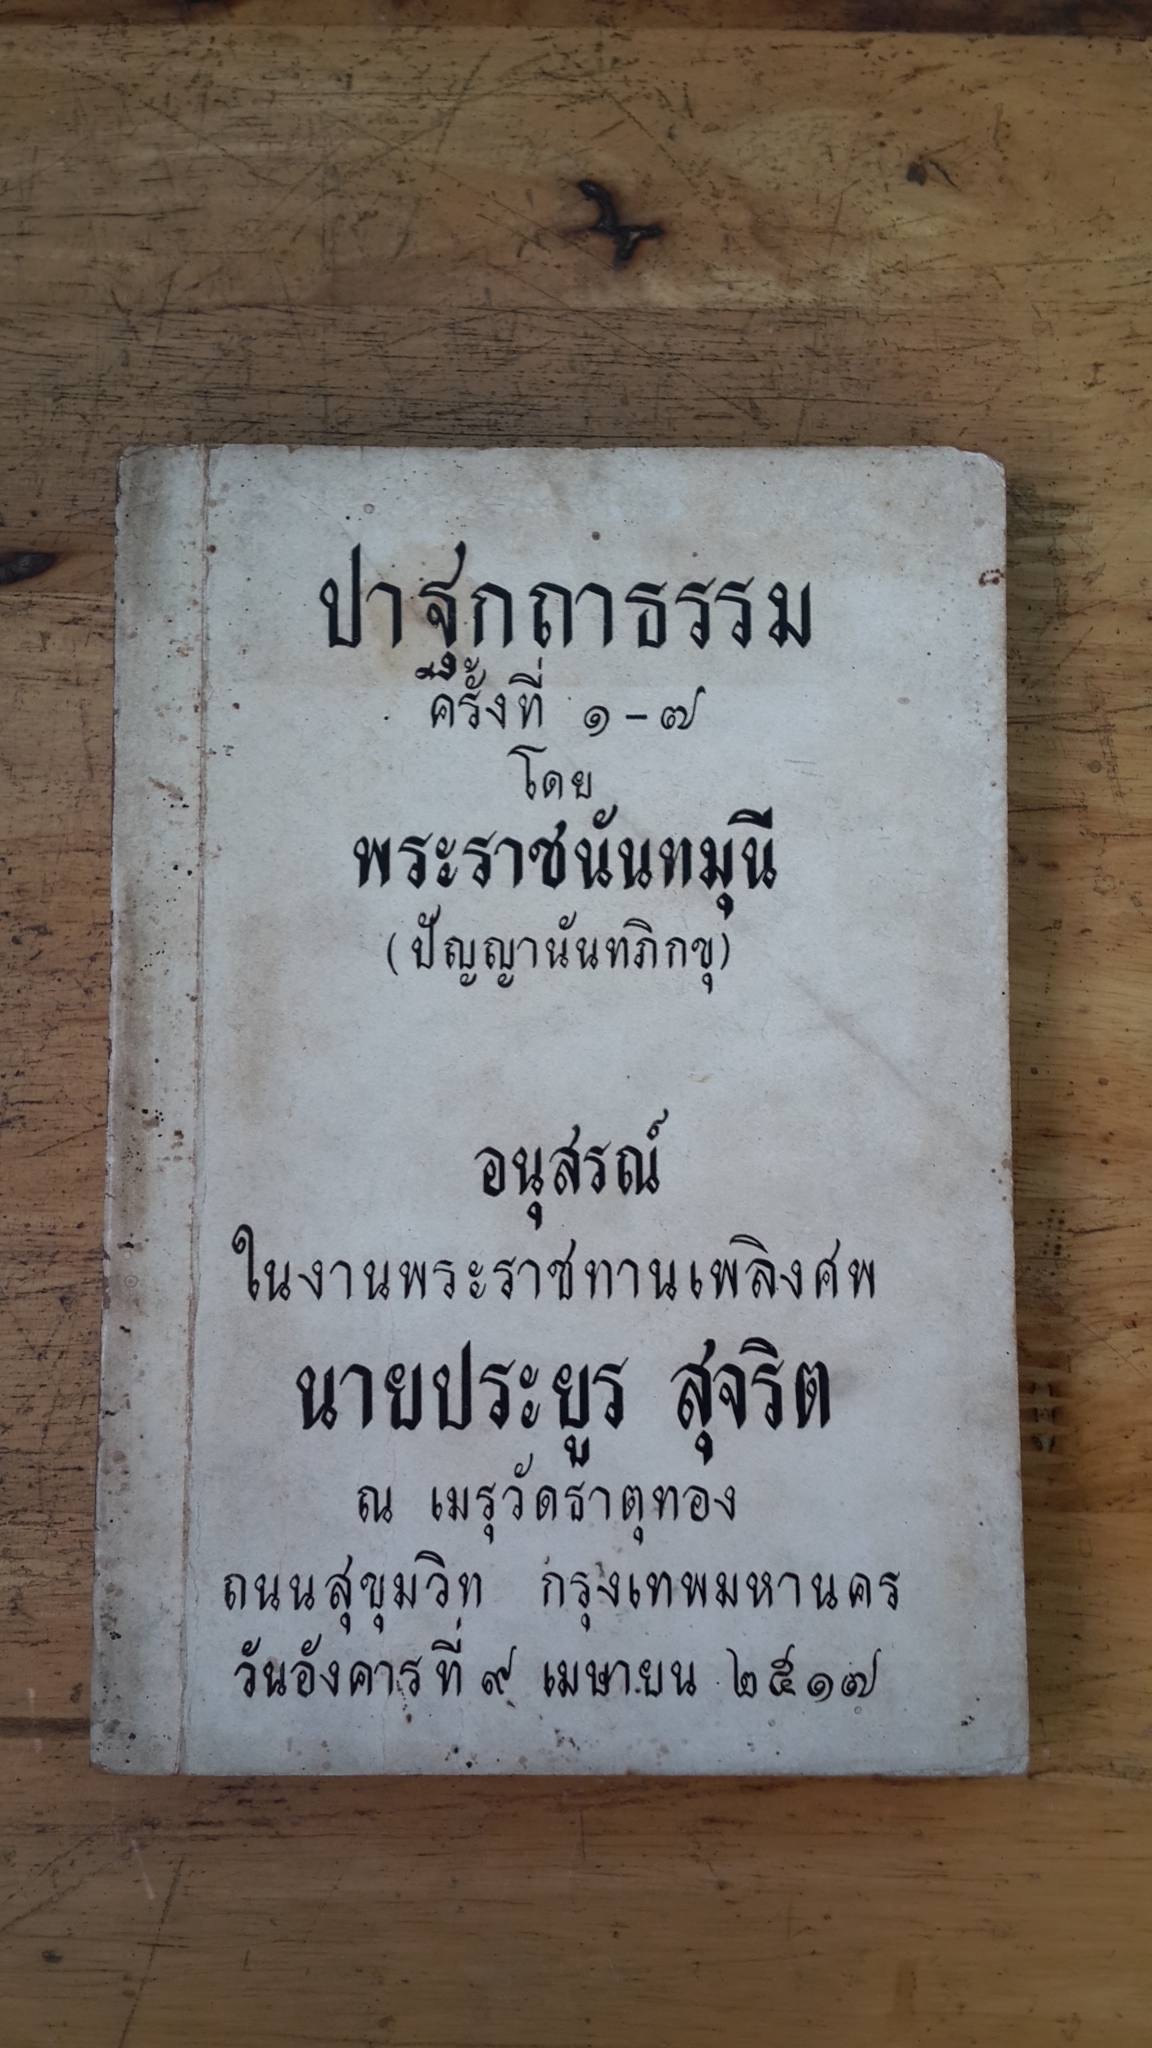 ปาฐกถาธรรม
ครั้งที่ ๑-๗
โดย
พระราชนันทมุนี
(ปัญญานันทภิกขุ)
อนุสรณ์
ในงานพระราชทานเพลิงศพ
นายประยูร สุจริต
ณ เมรุวัดธาตุทอง
ถนนสุขุมวิท กรุงเทพมหานคร
วันอังคารที่ ๙ เมษายน ๒๕๑๗